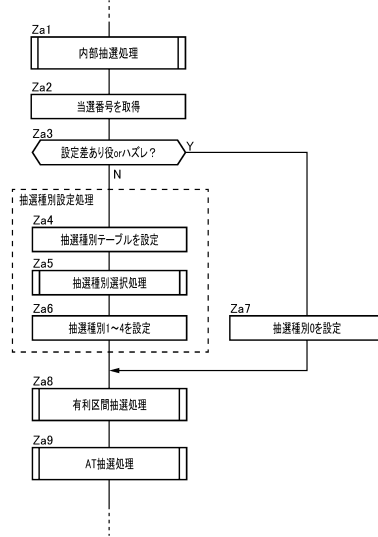 Za1
内部抽選処理
Za2
当選番号を取得
Za3
設定差あり役orハズレ？
Y
N
抽選種別設定処理
Za4
抽選種別テーブルを設定
Za5
抽選種別選択処理
Za6
抽選種別1～4を設定
Za7
抽選種別0を設定
Za8
有利区間抽選処理
Za9
AT抽選処理